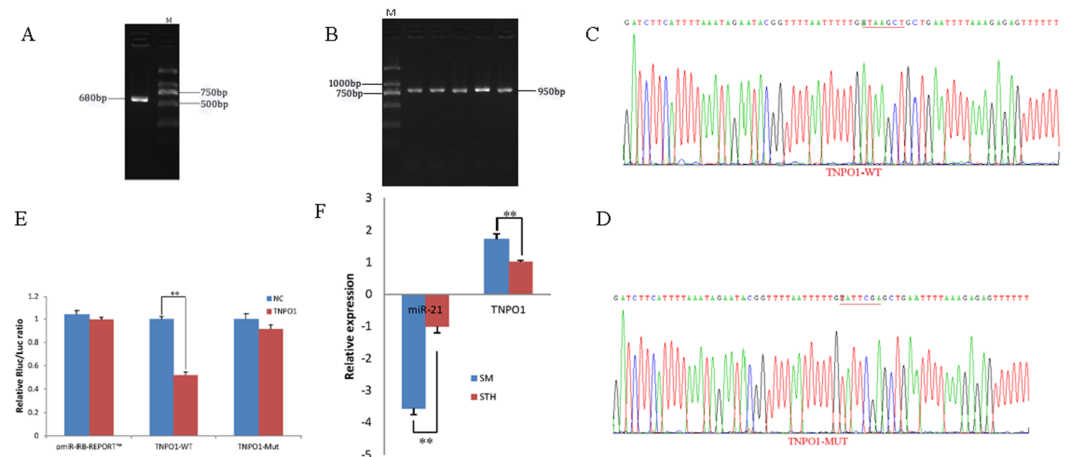 A
M
680bp
750bp
500bp
B
M
1000bp
750bp
950bp
C
GATCTTCATTTTAAATAGAATACGGTTTTAATTTTTGATAAGCTGCTGAATTTTAAAGAGAGTTTTTT
TNPO1-WT
E
Relative Rluc/Luc ratio
1.2
1
0.8
0.6
0.4
0.2
0
**
NC
TNPO1
pmiR-RB-REPORT™
TNPO1-WT
TNPO1-Mut
F
Relative expression
3
2
1
0
-1
-2
-3
-4
-5
**
miR-21
TNPO1
**
SM
STH
D
GATCTTCATTTTAAATAGAATACGGTTTTAATTTTTGTATTCGAGCTGAATTTTAAAGAGAGTTTTTT
TNPO1-MUT